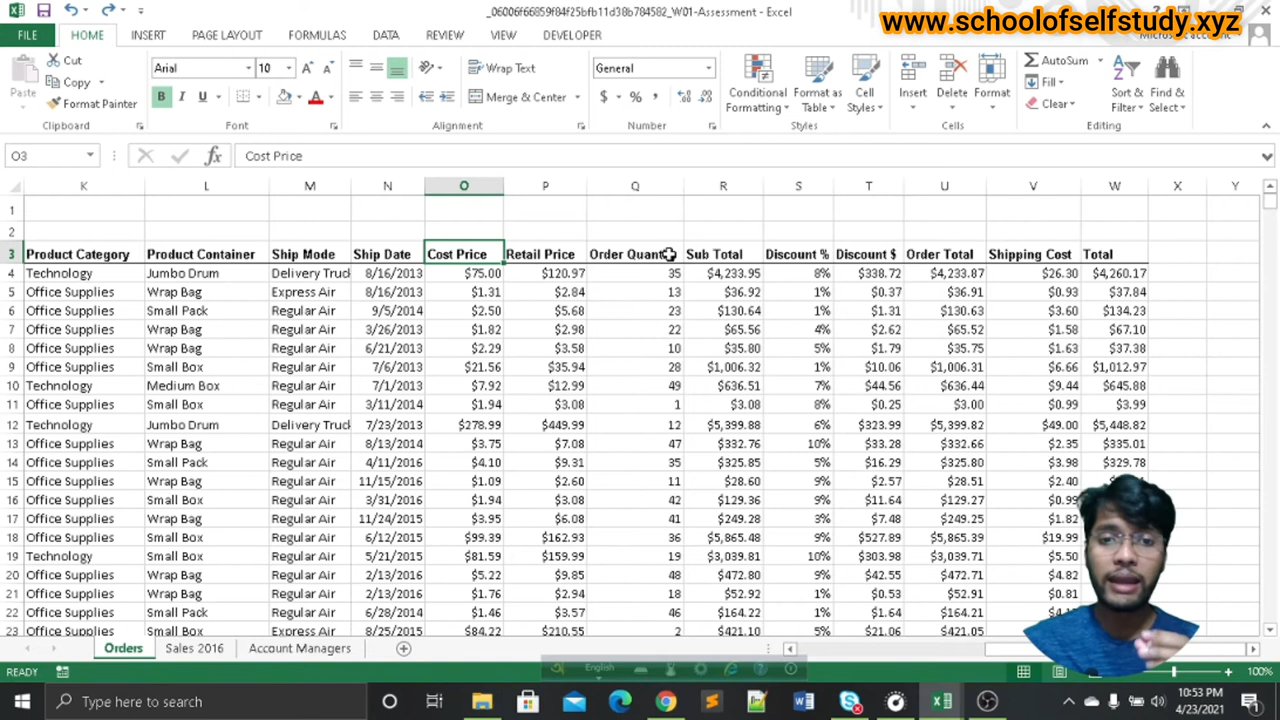 _06006f66859f84f25bfb11d38b784582_W01-Assessment - Excel
www.schoolofselfstudy.xyz
FILE HOME INSERT PAGE LAYOUT FORMULAS DATA REVIEW VIEW DEVELOPER
Paste Cut Copy Format Painter
Clipboard
Arial 10
B I U A
Font
Wrap Text
Merge & Center
Alignment
General
$ % ,
Number
Conditional Formatting Format as Table Cell Styles
Styles
Insert Delete Format
Cells
AutoSum
Fill
Clear
Sort & Filter Find & Select
Editing
O3 fx Cost Price
K L M N O P Q R S T U V W X Y
1
2
3 Product Category Product Container Ship Mode Ship Date Cost Price Retail Price Order Sub Total Discount % Discount $ Order Total Shipping Cost Total
4 Technology Jumbo Drum Delivery Truc 8/16/2013 $75.00 $120.97 35 $4,233.95 8% $338.72 $4,233.87 $26.30 $4,260.17
5 Office Supplies Wrap Bag Express Air 8/16/2013 $1.31 $2.84 13 $36.92 1% $0.37 $36.91 $0.93 $37.84
6 Office Supplies Small Pack Regular Air 9/5/2014 $2.50 $5.68 23 $130.64 1% $1.31 $130.63 $3.60 $134.23
7 Office Supplies Wrap Bag Regular Air 3/26/2013 $1.82 $2.98 22 $65.56 4% $2.62 $65.52 $1.58 $67.10
8 Office Supplies Wrap Bag Regular Air 6/21/2013 $2.29 $3.58 10 $35.80 5% $1.79 $35.75 $1.63 $37.38
9 Office Supplies Small Box Regular Air 7/6/2013 $21.56 $35.94 28 $1,006.32 1% $10.06 $1,006.31 $6.66 $1,012.97
10 Technology Medium Box Regular Air 7/1/2013 $7.92 $12.99 49 $636.51 7% $44.56 $636.44 $9.44 $645.88
11 Office Supplies Small Box Regular Air 3/11/2014 $1.94 $3.08 1 $3.08 8% $0.25 $3.00 $0.99 $3.99
12 Technology Jumbo Drum Delivery Truc 7/23/2013 $278.99 $449.99 12 $5,399.88 6% $323.99 $5,399.82 $49.00 $5,448.82
13 Office Supplies Wrap Bag Regular Air 8/13/2014 $3.75 $7.08 47 $332.76 10% $33.28 $332.66 $2.35 $335.01
14 Office Supplies Small Pack Regular Air 4/11/2016 $4.10 $9.31 35 $325.85 5% $16.29 $325.80 $3.98 $329.78
15 Office Supplies Wrap Bag Regular Air 11/15/2016 $1.09 $2.60 11 $28.60 9% $2.57 $28.51 $2.40
16 Office Supplies Small Box Regular Air 3/31/2016 $1.94 $3.08 42 $129.36 9% $11.64 $129.27 $0.99
17 Office Supplies Wrap Bag Regular Air 11/24/2015 $3.95 $6.08 41 $249.28 3% $7.48 $249.25 $1.82
18 Office Supplies Small Box Regular Air 6/12/2015 $99.39 $162.93 36 $5,865.48 9% $527.89 $5,865.39 $19.99
19 Technology Small Box Regular Air 5/21/2015 $81.59 $159.99 19 $3,039.81 10% $303.98 $3,039.71 $5.50
20 Office Supplies Wrap Bag Regular Air 2/13/2016 $5.22 $9.85 48 $472.80 9% $42.55 $472.71 $4.82
21 Office Supplies Wrap Bag Regular Air 2/13/2016 $1.76 $2.94 18 $52.92 1% $0.53 $52.91 $0.81
22 Office Supplies Small Pack Regular Air 6/28/2014 $1.46 $3.57 46 $164.22 1% $1.64 $164.21
23 Office Supplies Small Box Express Air 8/25/2015 $84.22 $210.55 2 $421.10 5% $21.06 $421.05
Orders Sales 2016 Account Managers
English
READY 100%
Type here to search
10:53 PM
4/23/2021